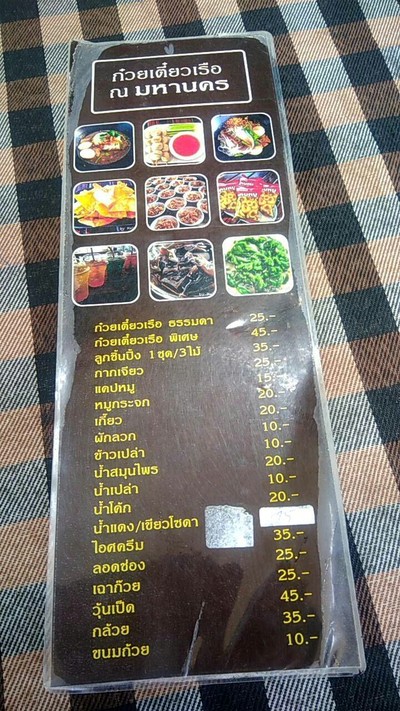 ก๋วยเตี๋ยวเรือ
ณ มหานคร
ก๋วยเตี๋ยวเรือ ธรรมดา 25.-
ก๋วยเตี๋ยวเรือ พิเศษ 45.-
ลูกชิ้นปิ้ง 1 ชุด/3ไม้ 35.-
กากเจียว 25.-
แคปหมู 15.-
หมูกระจก 20.-
เกี๊ยว 20.-
ผักลวก 10.-
ข้าวเปล่า 10.-
น้ำสมุนไพร 20.-
น้ำเปล่า 10.-
น้ำโค้ก 20.-
น้ำแดง/เขียวโซดา
ไอศครีม 35.-
ลอดช่อง 25.-
เฉาก๊วย 25.-
วุ้นเป็ด 45.-
กล้วย 35.-
ขนมถ้วย 10.-